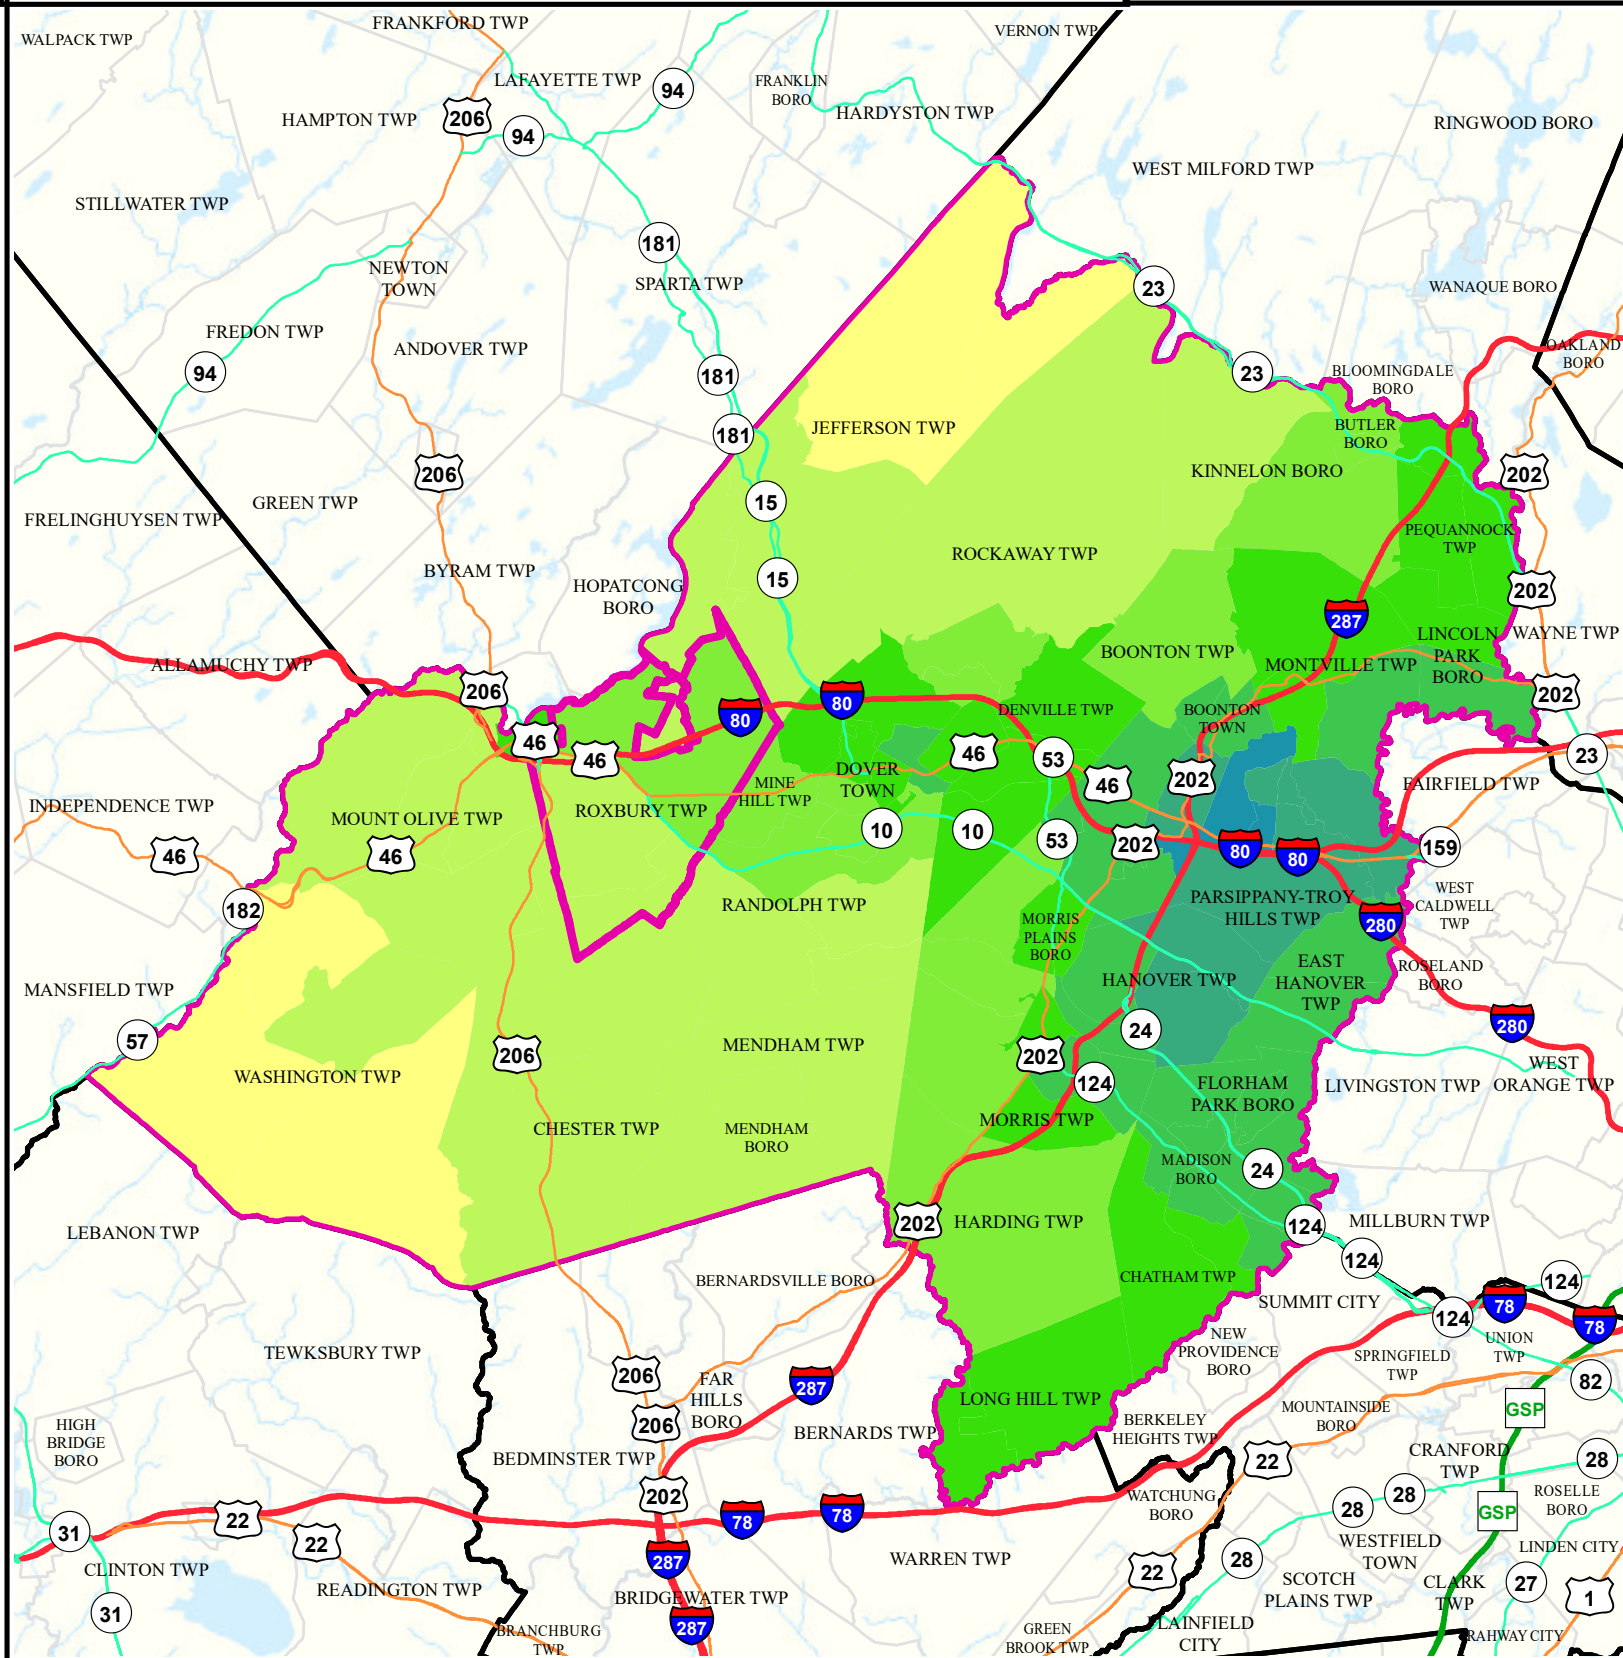 FRANKFORD TWP
WALPACK TWP
VERNON TWP
LAFAYETTE TWP
94
FRANKLIN
BORO
HARDYSTON TWP
HAMPTON TWP
206
94
RINGWOOD BORO
WEST MILFORD TWP
STILLWATER TWP
181
NEWTON
TOWN
SPARTA TWP
23
WANAQUE BORO
FREDON TWP
ANDOVER TWP
94
181
23
BLOOMINGDALE
BORO
OAKLAND
BORO
181
JEFFERSON TWP
BUTLER
BORO
206
KINNELON BORO
202
15
GREEN TWP
FRELINGHUYSEN TWP
PEQUANNOCK
TWP
ROCKAWAY TWP
BYRAM TWP
15
HOPATCONG
BORO
202
287
LINCOLN
PARK
BORO
WAYNE TWP
BOONTON TWP
MONTVILLE TWP
ALLAMUCHY TWP
206
80
80
DENVILLE TWP
BOONTON
TOWN
202
46
46
46
53
23
DOVER
TOWN
MINE
HILL TWP
46
202
FAIRFIELD TWP
INDEPENDENCE TWP
MOUNT OLIVE TWP
ROXBURY TWP
10
10
53
202
80
80
159
46
46
182
RANDOLPH TWP
MORRIS
PLAINS
BORO
PARSIPPANY-TROY
HILLS TWP
280
WEST
CALDWELL
TWP
MANSFIELD TWP
HANOVER TWP
EAST
HANOVER
TWP
ROSELAND
BORO
57
206
MENDHAM TWP
202
24
280
WASHINGTON TWP
124
FLORHAM
PARK BORO
LIVINGSTON TWP
WEST
ORANGE TWP
CHESTER TWP
MENDHAM
BORO
MORRIS TWP
MADISON
BORO
24
LEBANON TWP
202
HARDING TWP
124
MILLBURN TWP
124
BERNARDSVILLE BORO
CHATHAM TWP
124
SUMMIT CITY
124
78
78
TEWKSBURY TWP
NEW
PROVIDENCE
BORO
SPRINGFIELD
TWP
UNION
TWP
206
287
82
FAR
HILLS
BORO
LONG HILL TWP
GSP
206
HIGH
BRIDGE
BORO
BERNARDS TWP
BERKELEY
HEIGHTS TWP
MOUNTAINSIDE
BORO
BEDMINSTER TWP
22
CRANFORD
TWP
28
202
28
28
WATCHUNG
BORO
ROSELLE
BORO
31
22
78
78
GSP
22
287
WARREN TWP
28
WESTFIELD
TOWN
LINDEN CITY
CLINTON TWP
READINGTON TWP
22
SCOTCH
PLAINS TWP
CLARK
TWP
27
1
31
BRIDGEWATER TWP
287
BRANCHBURG
TWP
GREEN
BROOK TWP
LAINFIELD
CITY
RAHWAY CITY